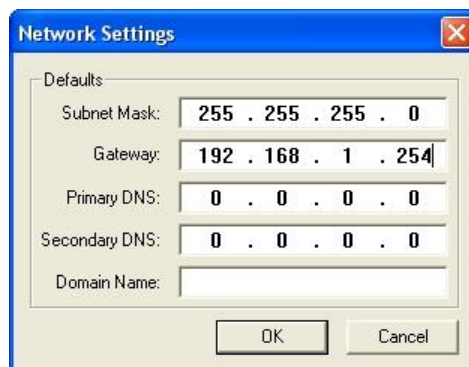 Network Settings
Defaults
Subnet Mask: 255 . 255 . 255 . 0
Gateway: 192 . 168 . 1 . 254
Primary DNS: 0 . 0 . 0 . 0
Secondary DNS: 0 . 0 . 0 . 0
Domain Name:
OK Cancel